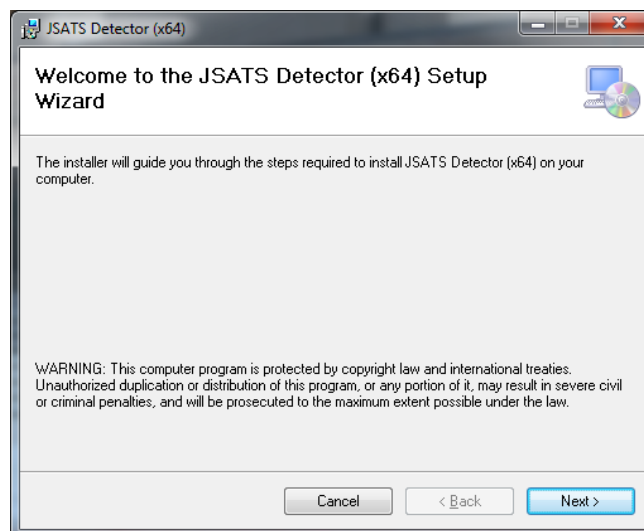 JSATS Detector (x64)
Welcome to the JSATS Detector (x64) Setup
Wizard
The installer will guide you through the steps required to install JSATS Detector (x64) on your
computer.
WARNING: This computer program is protected by copyright law and international treaties.
Unauthorized duplication or distribution of this program, or any portion of it, may result in severe civil
or criminal penalties, and will be prosecuted to the maximum extent possible under the law.
Cancel
< Back
Next >